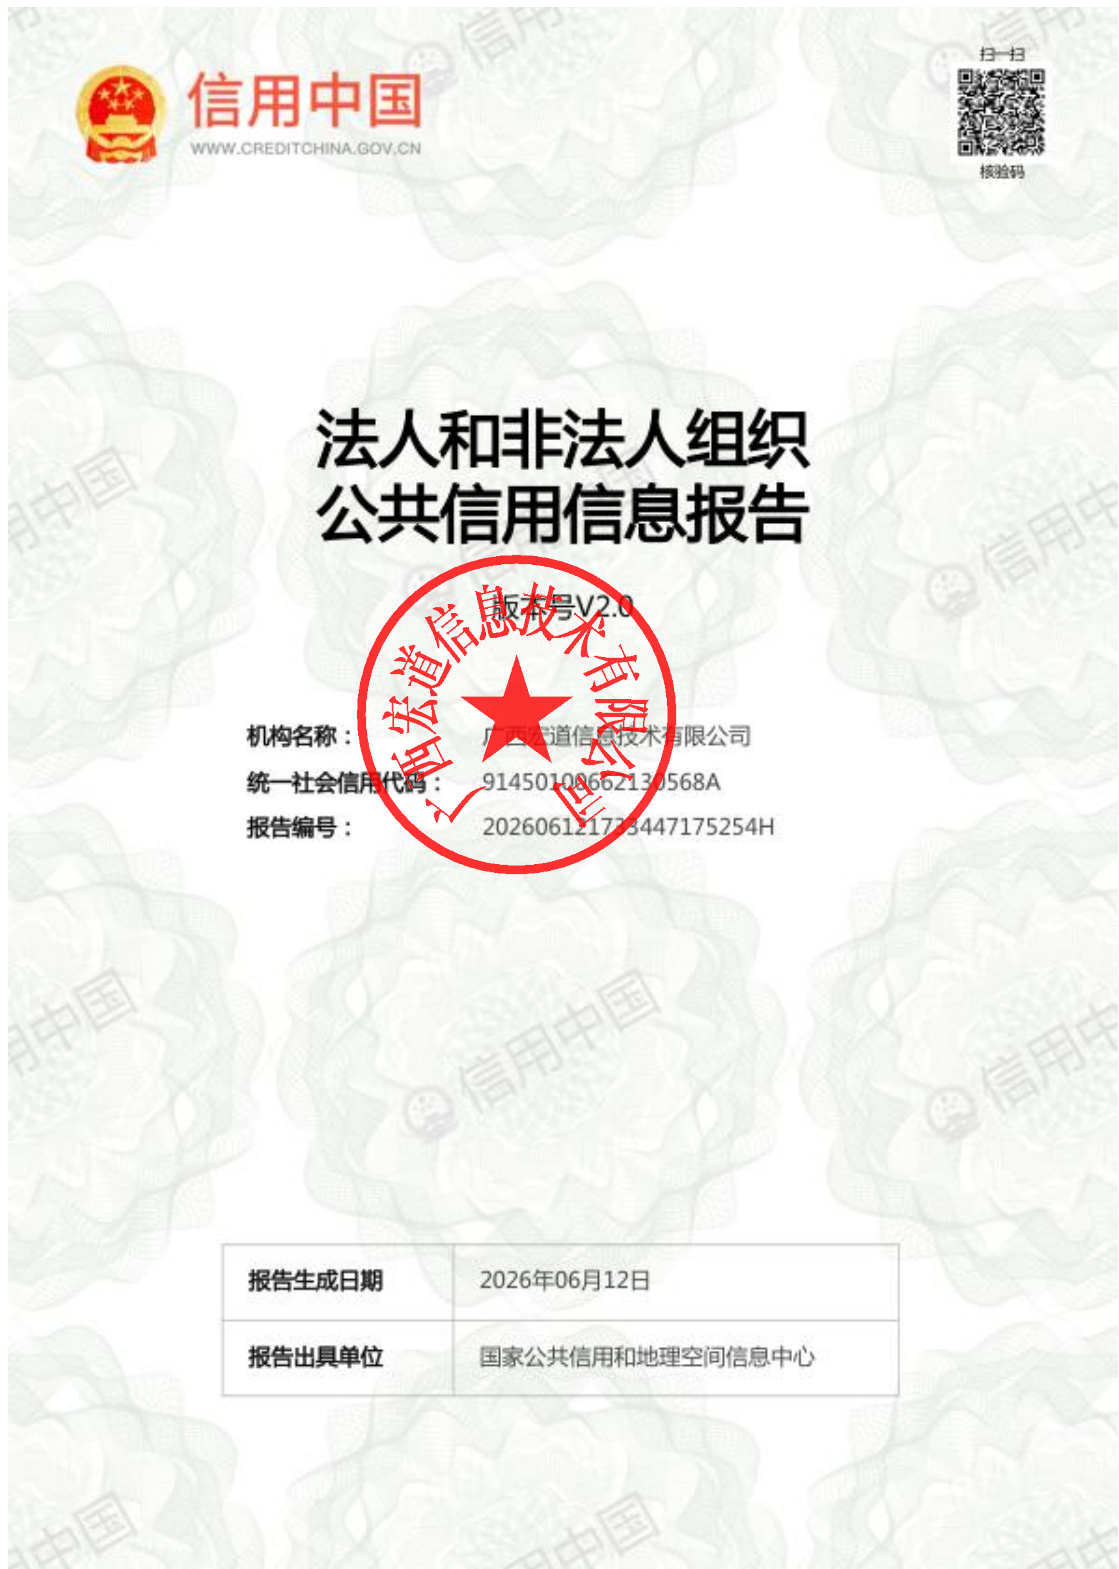 扫一扫
信用中国
WWW.CREDITCHINA.GOV.CN
核验码
法人和非法人组织
公共信用信息报告
版本号V2.0
广西宏道信息技术有限公司
机构名称： 广西宏道信息技术有限公司
统一社会信用代码： 91450100662130568A
报告编号： 202606121733447175254H
报告生成日期 2026年06月12日
报告出具单位 国家公共信用和地理空间信息中心
信用中国